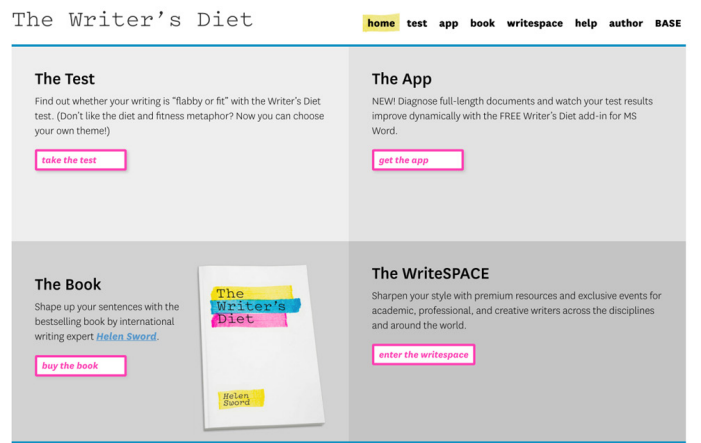 The Writer's Diet
home test app book writespace help author BASE
The Test
Find out whether your writing is "flabby or fit" with the Writer's Diet
test. (Don't like the diet and fitness metaphor? Now you can choose
your own theme!)
take the test
The App
NEW! Diagnose full-length documents and watch your test results
improve dynamically with the FREE Writer's Diet add-in for MS
Word.
get the app
The Book
Shape up your sentences with the
bestselling book by international
writing expert Helen Sword.
buy the book
The
Writer's
Diet
Helen
Sword
The WriteSPACE
Sharpen your style with premium resources and exclusive events for
academic, professional, and creative writers across the disciplines
and around the world.
enter the writespace